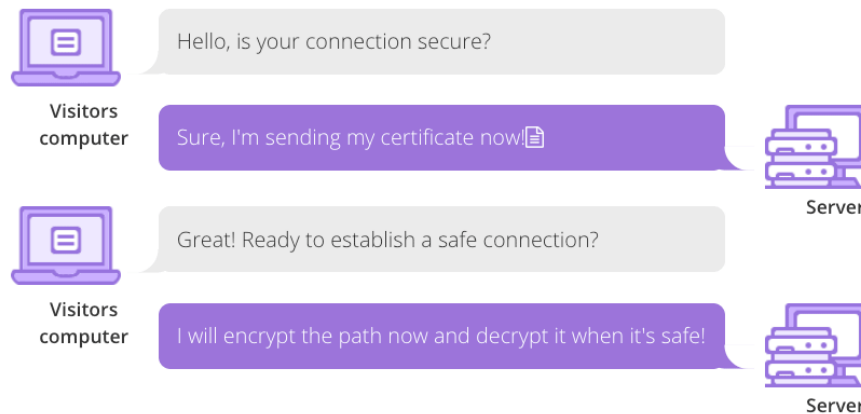 Hello, is your connection secure?
Visitors
computer
Sure, I'm sending my certificate now!
Server
Great! Ready to establish a safe connection?
Visitors
computer
I will encrypt the path now and decrypt it when it's safe!
Server